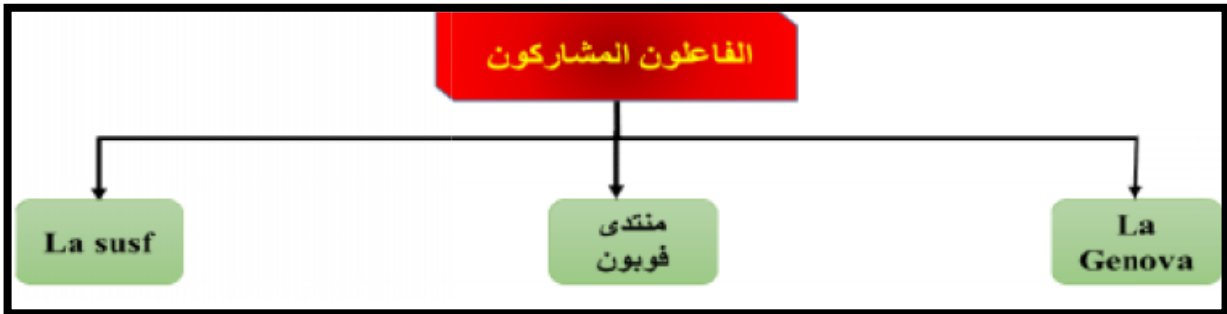 الفاعلون المشاركون
La
Genova
منتدى
فوبون
La susf